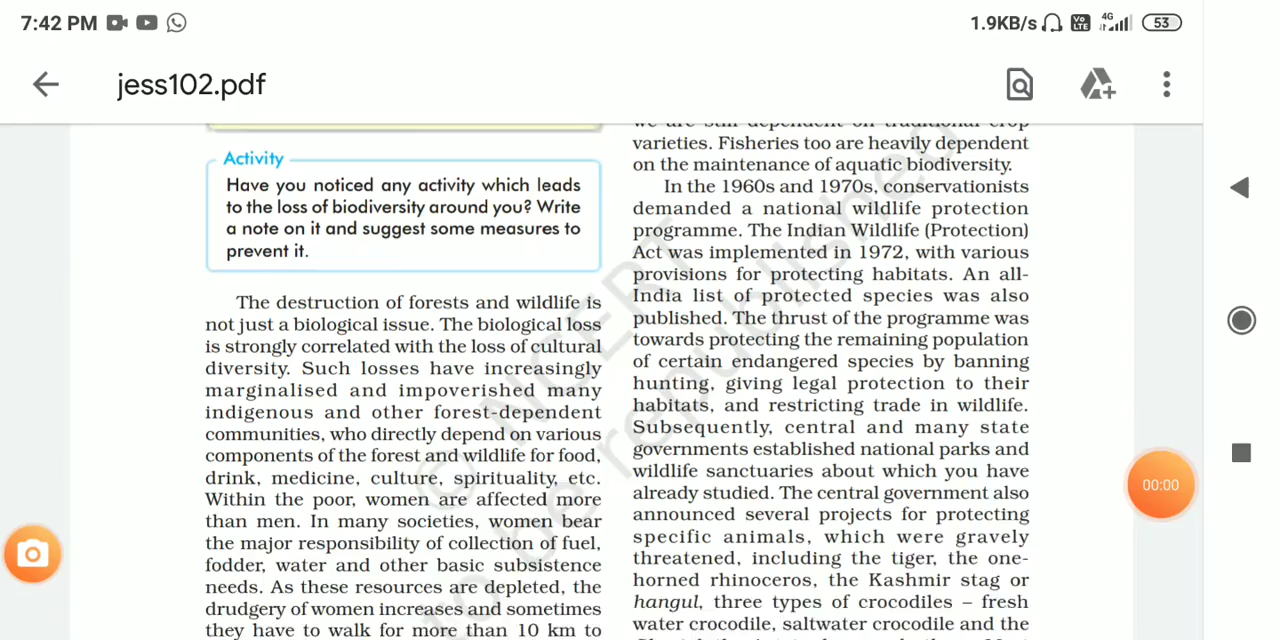 7:42 PM
1.9KB/s
Vo LTE
4G
53
jess102.pdf
Activity
Have you noticed any activity which leads
to the loss of biodiversity around you? Write
a note on it and suggest some measures to
prevent it.
The destruction of forests and wildlife is
not just a biological issue. The biological loss
is strongly correlated with the loss of cultural
diversity. Such losses have increasingly
marginalised and impoverished many
indigenous and other forest-dependent
communities, who directly depend on various
components of the forest and wildlife for food,
drink, medicine, culture, spirituality, etc.
Within the poor, women are affected more
than men. In many societies, women bear
the major responsibility of collection of fuel,
fodder, water and other basic subsistence
needs. As these resources are depleted, the
drudgery of women increases and sometimes
they have to walk for more than 10 km to
we are still dependent on traditional crop
varieties. Fisheries too are heavily dependent
on the maintenance of aquatic biodiversity.
In the 1960s and 1970s, conservationists
demanded a national wildlife protection
programme. The Indian Wildlife (Protection)
Act was implemented in 1972, with various
provisions for protecting habitats. An all-
India list of protected species was also
published. The thrust of the programme was
towards protecting the remaining population
of certain endangered species by banning
hunting, giving legal protection to their
habitats, and restricting trade in wildlife.
Subsequently, central and many state
governments established national parks and
wildlife sanctuaries about which you have
already studied. The central government also
announced several projects for protecting
specific animals, which were gravely
threatened, including the tiger, the one-
horned rhinoceros, the Kashmir stag or
hangul, three types of crocodiles – fresh
water crocodile, saltwater crocodile and the
© NCERT
to be republished
00:00